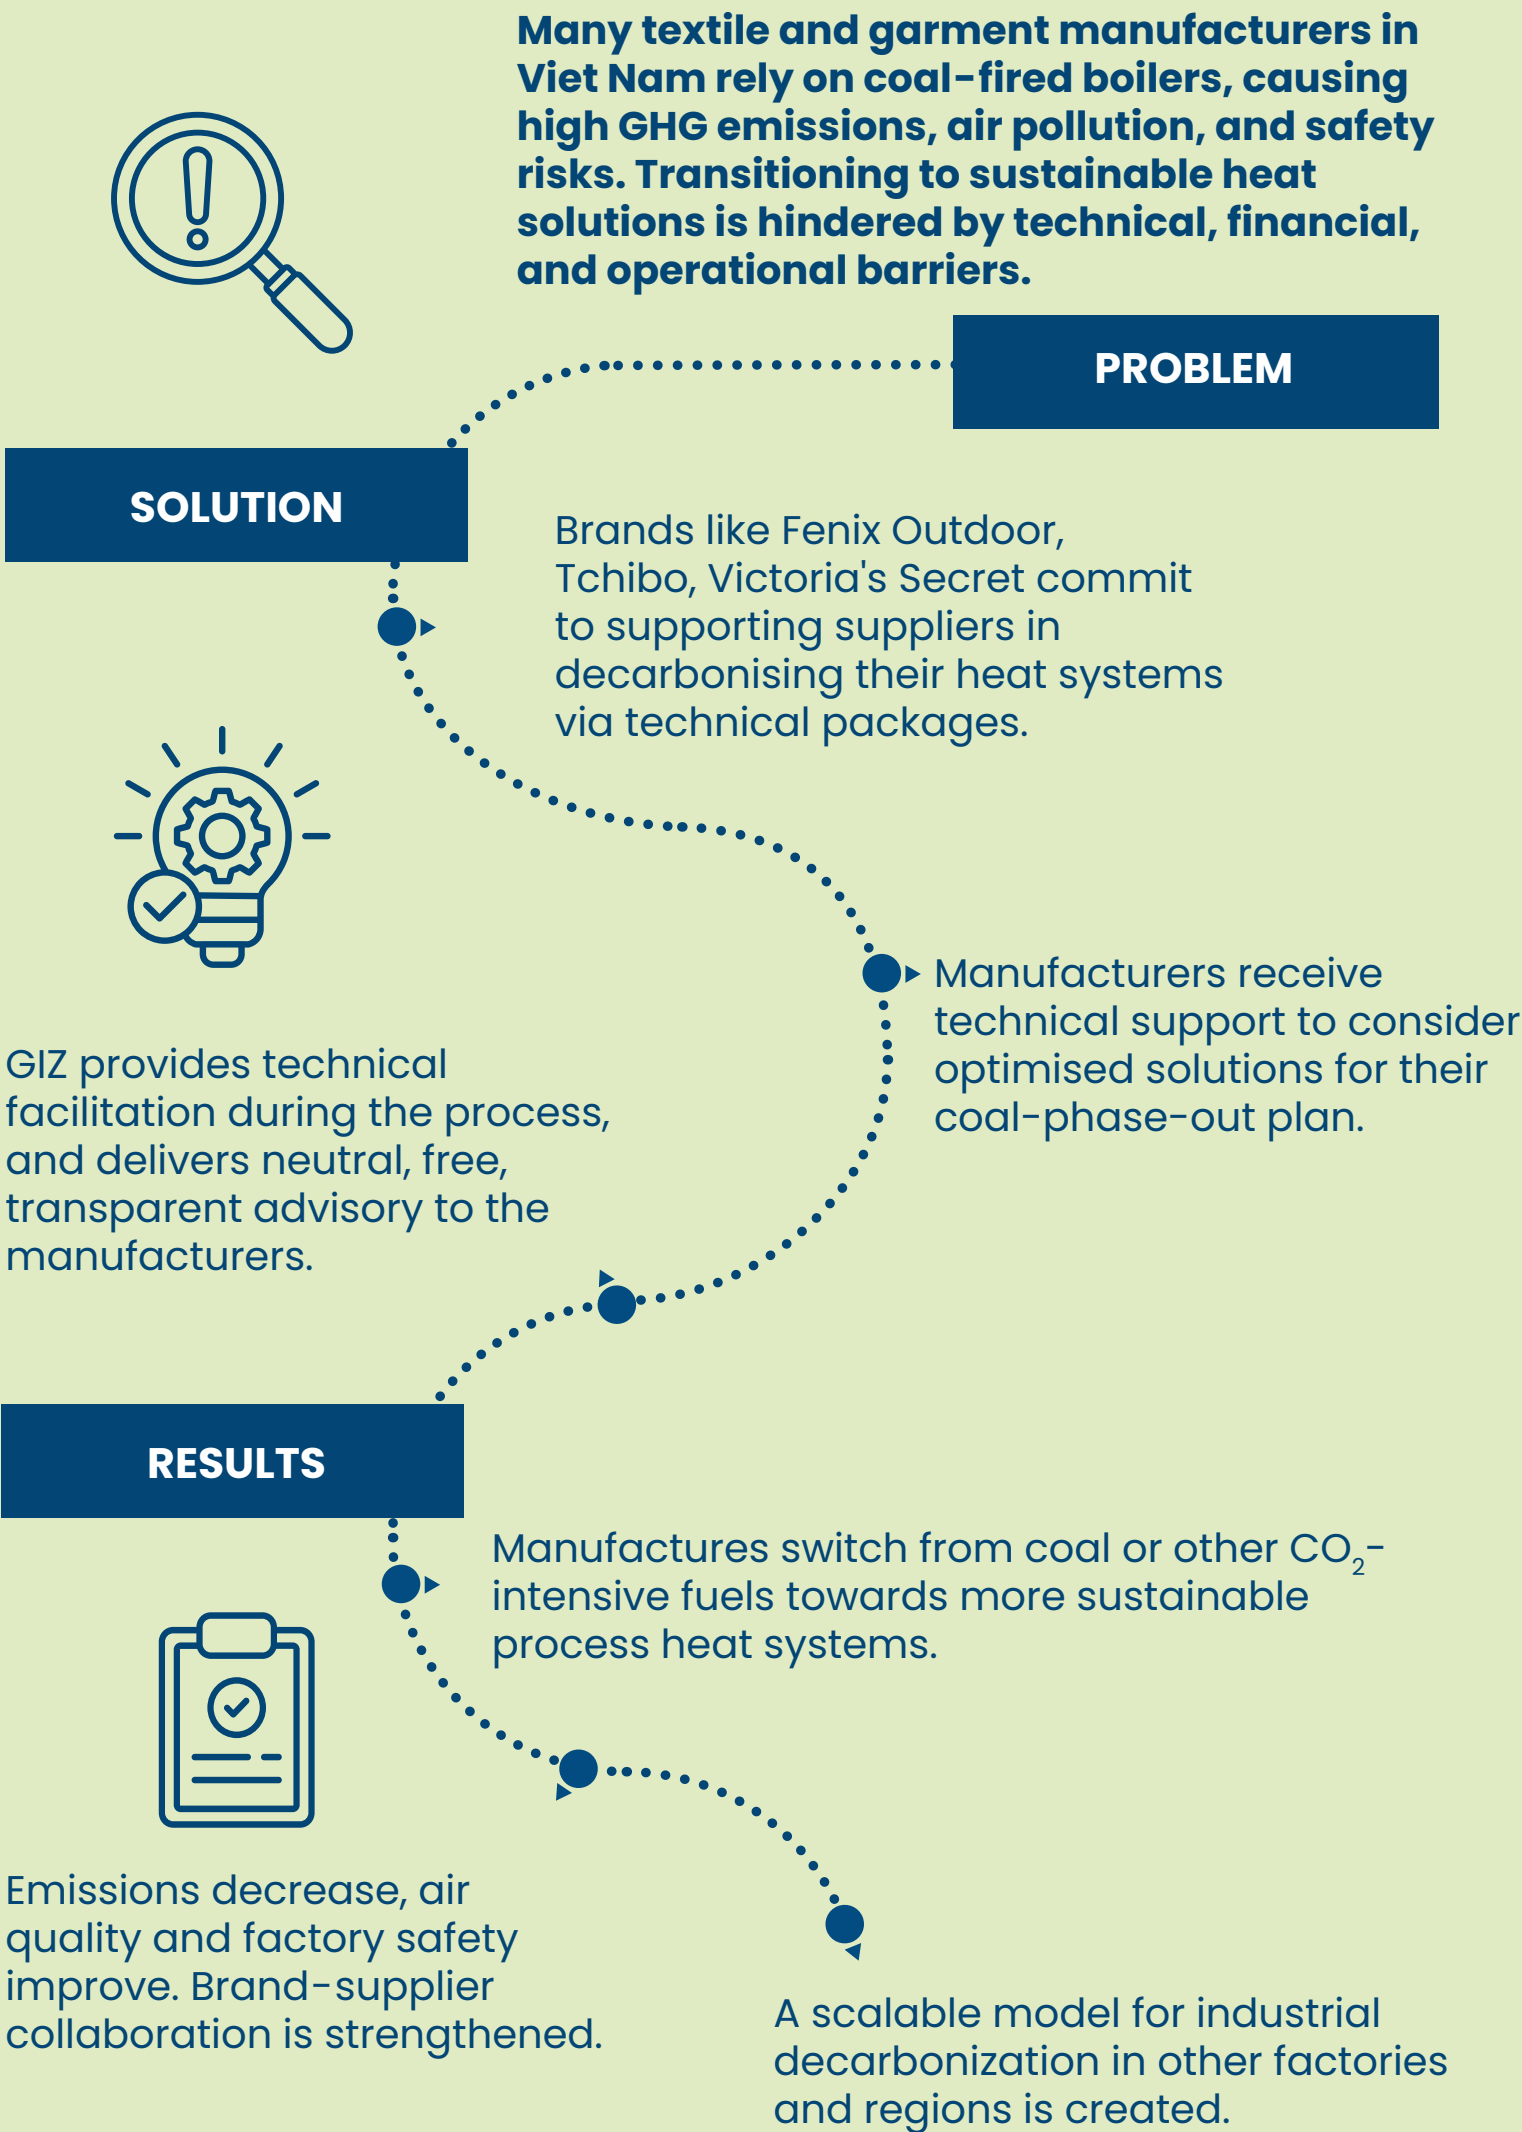 Many textile and garment manufacturers in
Viet Nam rely on coal-fired boilers, causing
high GHG emissions, air pollution, and safety
risks. Transitioning to sustainable heat
solutions is hindered by technical, financial,
and operational barriers.
PROBLEM
SOLUTION
Brands like Fenix Outdoor,
Tchibo, Victoria's Secret commit
to supporting suppliers in
decarbonising their heat systems
via technical packages.
Manufacturers receive
technical support to consider
optimised solutions for their
coal-phase-out plan.
GIZ provides technical
facilitation during the process,
and delivers neutral, free,
transparent advisory to the
manufacturers.
RESULTS
Manufactures switch from coal or other CO₂-
intensive fuels towards more sustainable
process heat systems.
Emissions decrease, air
quality and factory safety
improve. Brand-supplier
collaboration is strengthened.
A scalable model for industrial
decarbonization in other factories
and regions is created.